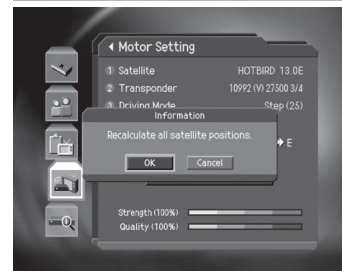 Motor Setting
1 Satellite HOTBIRD 13.0E
2 Transponder 10992 (V) 27500 3/4
3 Driving Mode Step (25)
Information
Recalculate all satellite positions.
E
OK Cancel
Strength (100%)
Quality (100%)